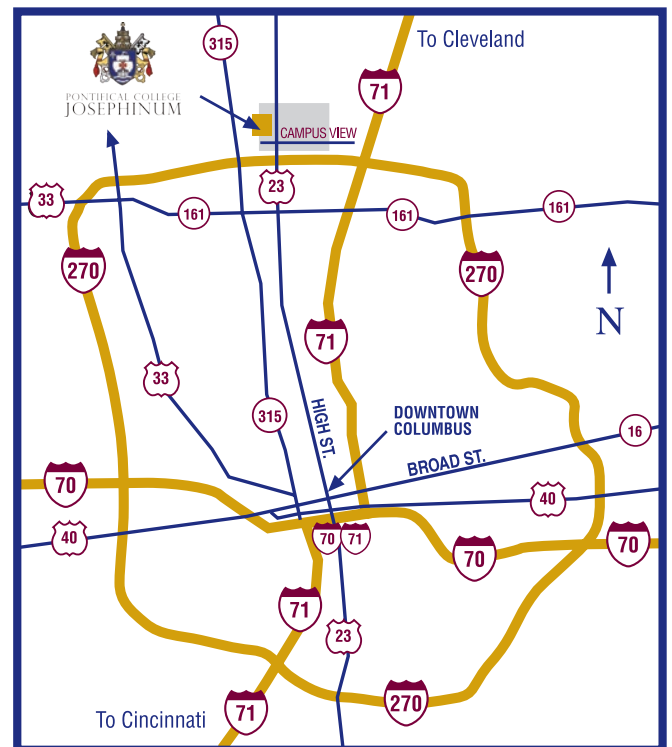 315
To Cleveland
71
PONTIFICAL COLLEGE
JOSEPHINUM
CAMPUS VIEW
23
33
161
161
161
270
270
N
71
33
315
HIGH ST.
DOWNTOWN
COLUMBUS
16
BROAD ST.
70
40
40
70
71
70
70
71
23
270
71
To Cincinnati